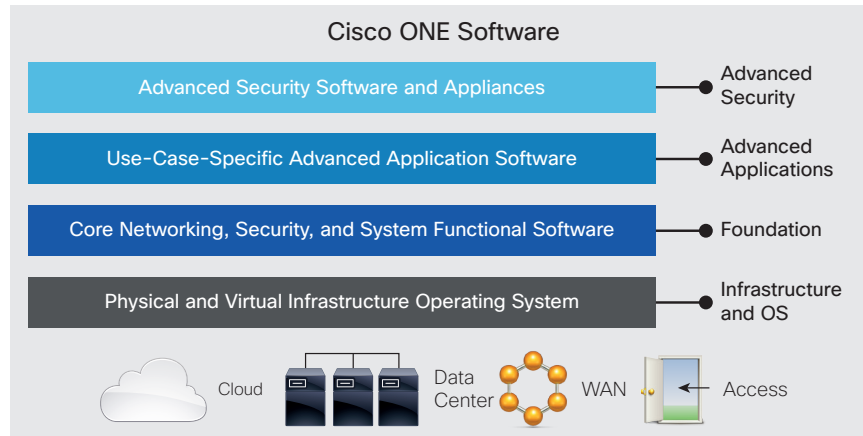 Cisco ONE Software
Advanced Security Software and Appliances
Advanced
Security
Use-Case-Specific Advanced Application Software
Advanced
Applications
Core Networking, Security, and System Functional Software
Foundation
Physical and Virtual Infrastructure Operating System
Infrastructure
and OS
Cloud
Data
Center
WAN
Access